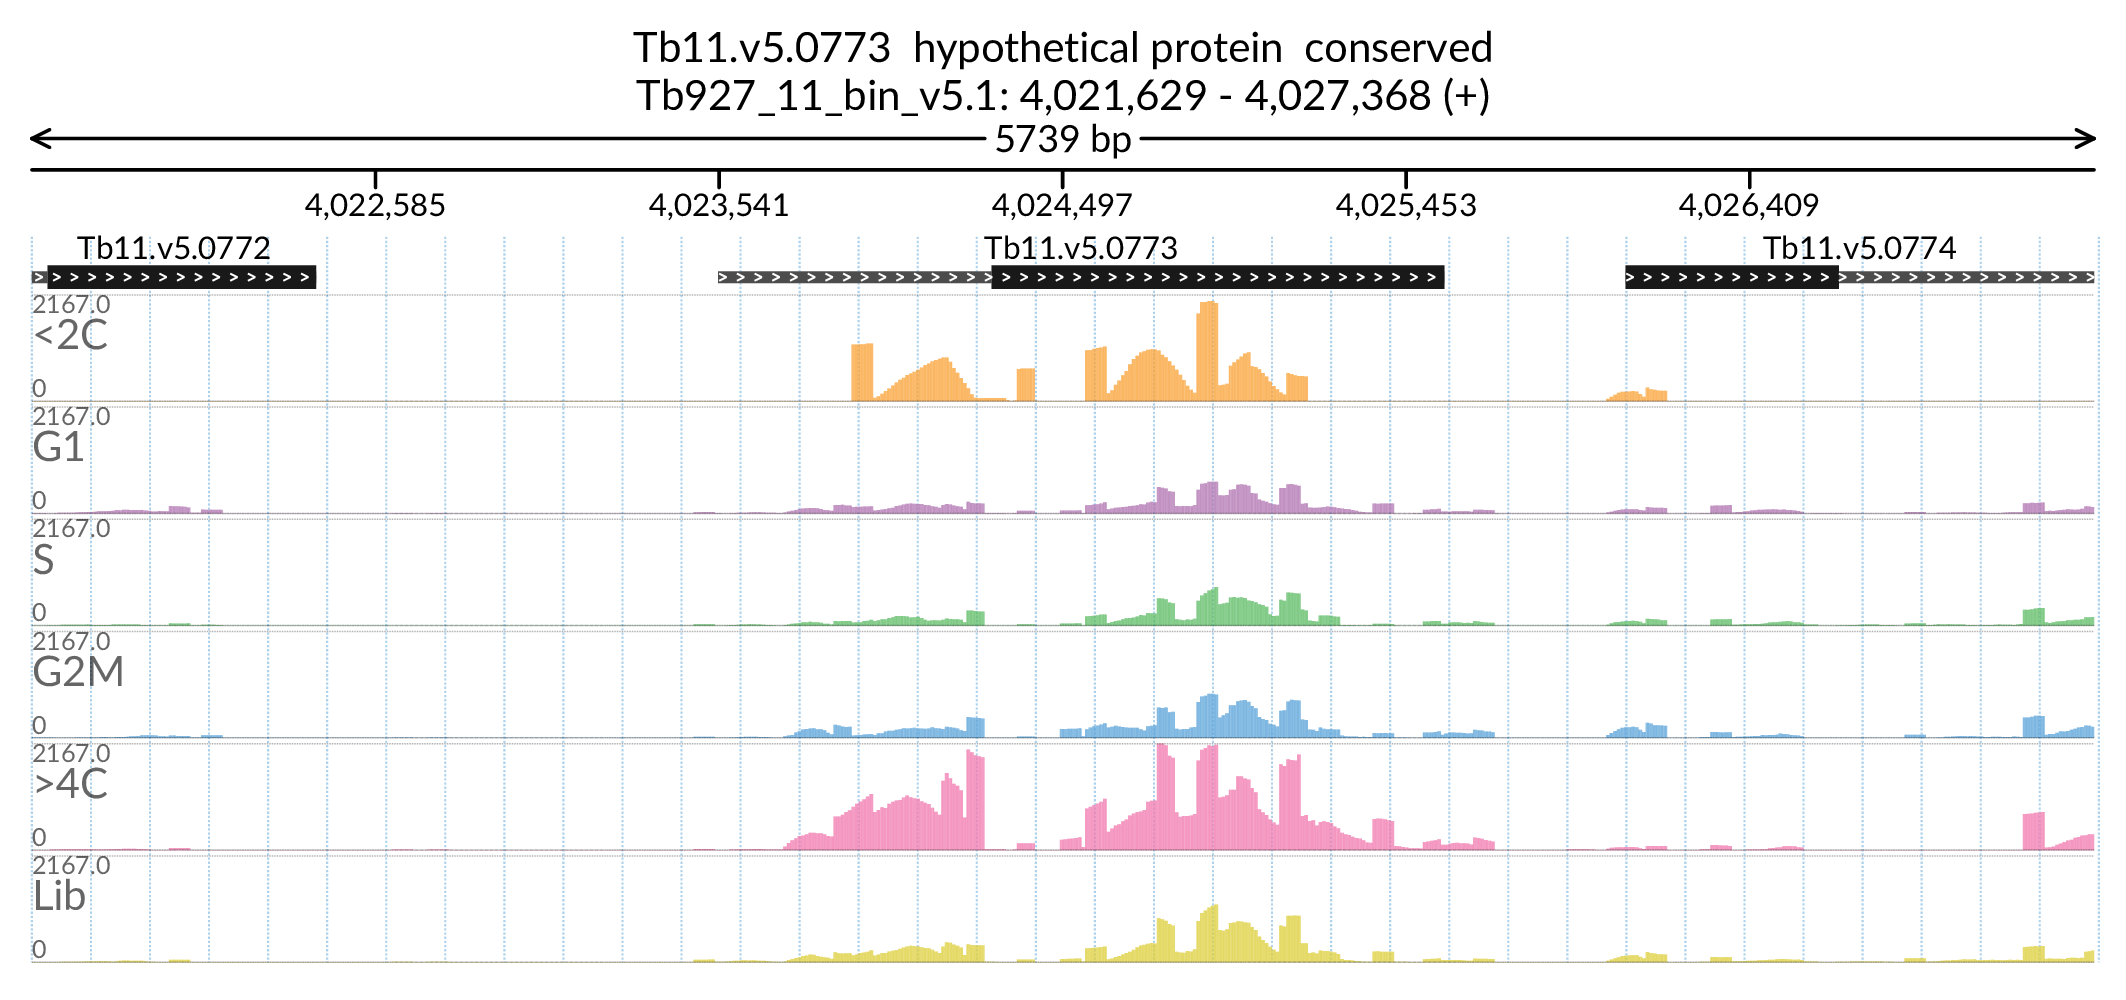 Tb11.v5.0773 hypothetical protein conserved
Tb927_11_bin_v5.1: 4,021,629 - 4,027,368 (+)
5739 bp
4,022,585 4,023,541 4,024,497 4,025,453 4,026,409
Tb11.v5.0772 Tb11.v5.0773 Tb11.v5.0774
2167.0
<2C
0
2167.0
G1
0
2167.0
S
0
2167.0
G2M
0
2167.0
>4C
0
2167.0
Lib
0